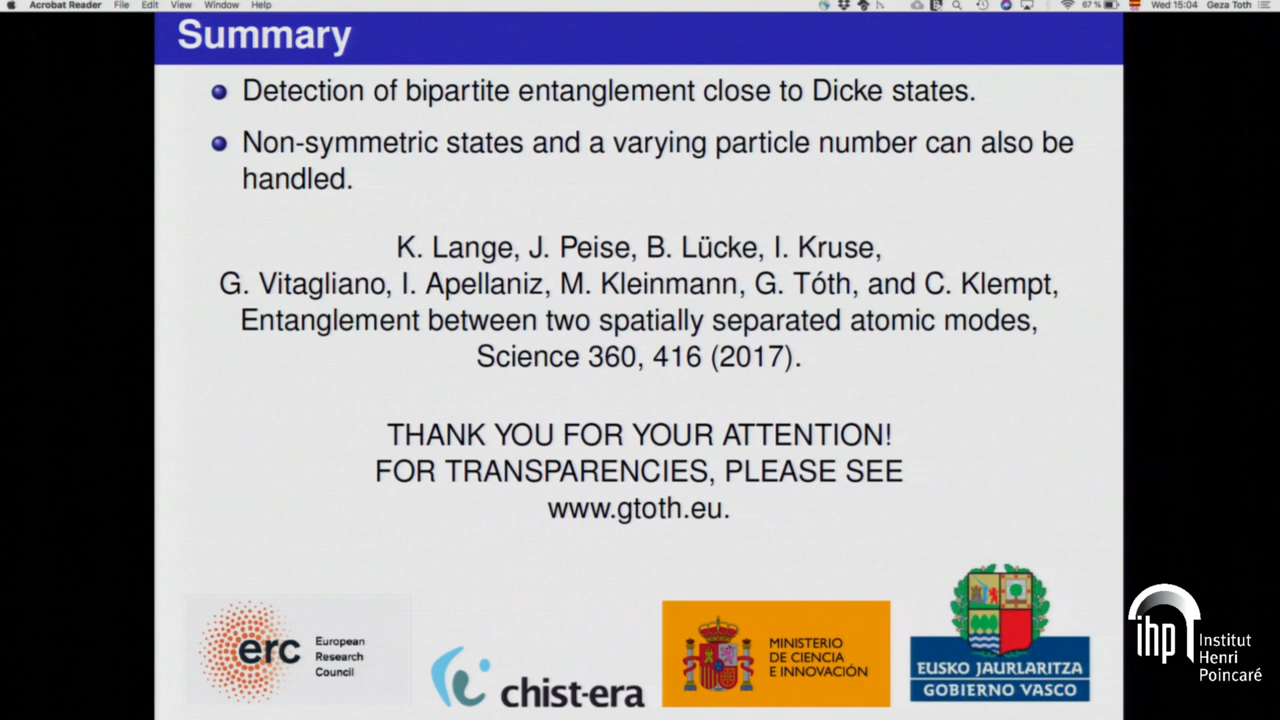 Acrobat Reader File Edit View Window Help 67 % Wed 15:04 Geza Toth
Summary
Detection of bipartite entanglement close to Dicke states.
Non-symmetric states and a varying particle number can also be
handled.
K. Lange, J. Peise, B. Lücke, I. Kruse,
G. Vitagliano, I. Apellaniz, M. Kleinmann, G. Tóth, and C. Klempt,
Entanglement between two spatially separated atomic modes,
Science 360, 416 (2017).
THANK YOU FOR YOUR ATTENTION!
FOR TRANSPARENCIES, PLEASE SEE
www.gtoth.eu.
erc
European
Research
Council
chist-era
MINISTERIO
DE CIENCIA
E INNOVACIÓN
EUSKO JAURLARITZA
GOBIERNO VASCO
ihp
Institut
Henri
Poincaré